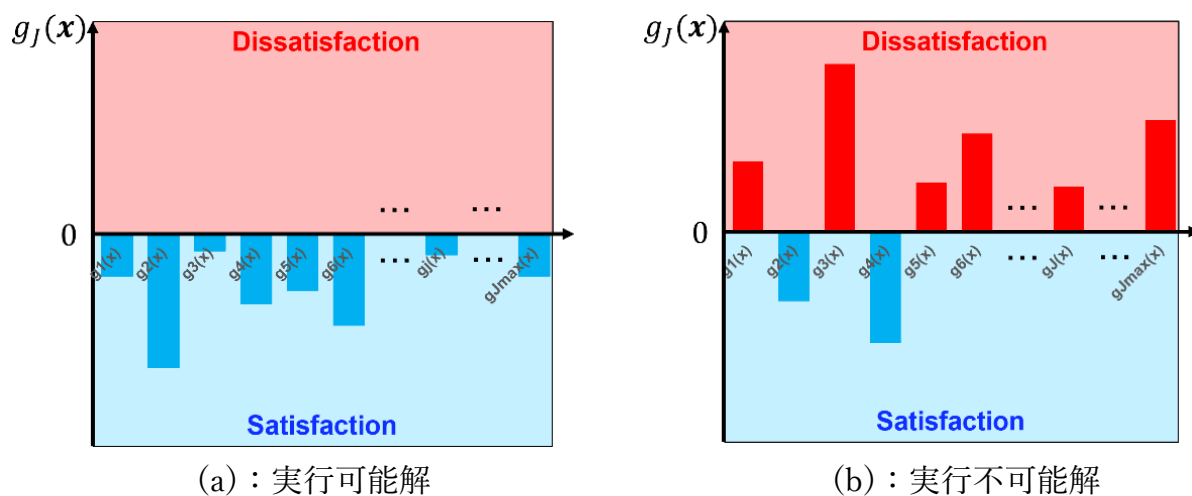 g_J(x)
Dissatisfaction
... ...
0
g1(x) g2(x) g3(x) g4(x) g5(x) g6(x) ... gj(x) ... gJmax(x)
Satisfaction
(a)：実行可能解
g_J(x)
Dissatisfaction
... ...
0
g1(x) g2(x) g3(x) g4(x) g5(x) g6(x) ... gJ(x) ... gJmax(x)
Satisfaction
(b)：実行不可能解